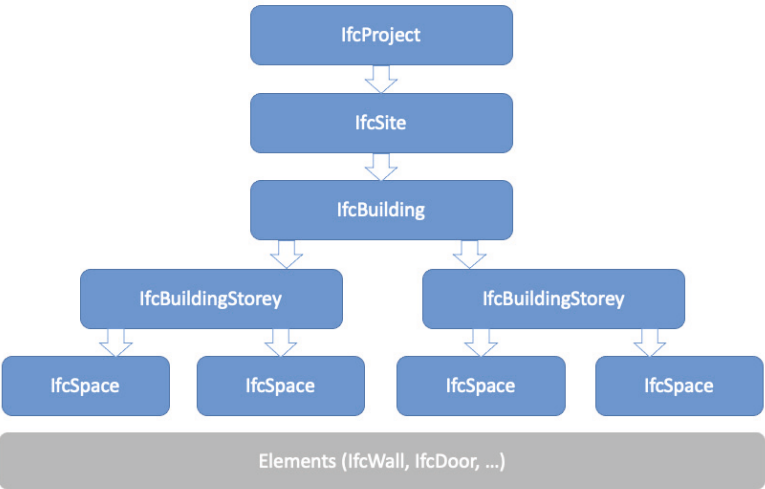 IfcProject
IfcSite
IfcBuilding
IfcBuildingStorey
IfcBuildingStorey
IfcSpace
IfcSpace
IfcSpace
IfcSpace
Elements (IfcWall, IfcDoor, ...)